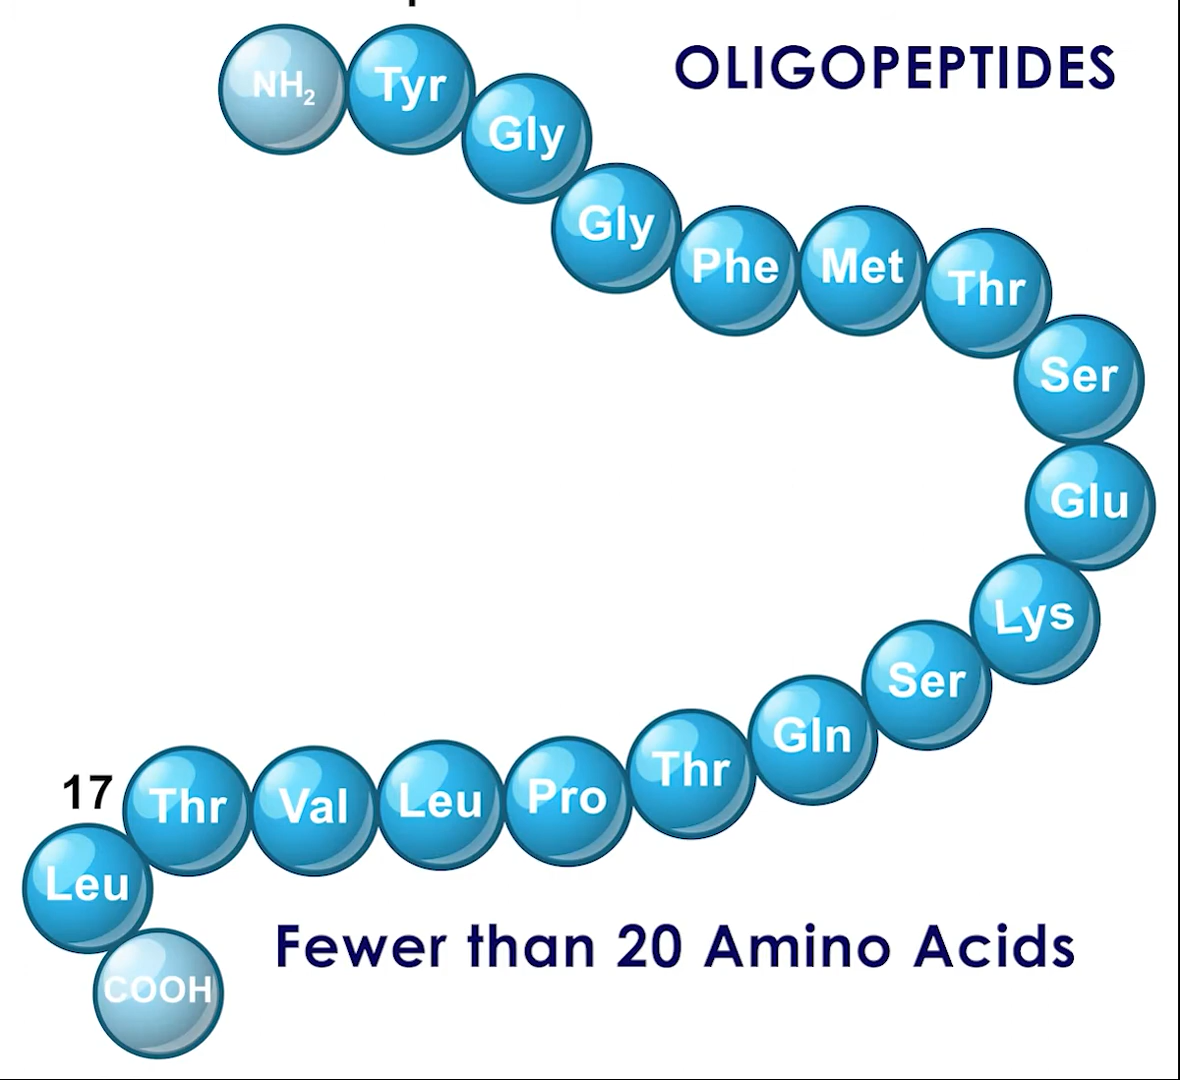 OLIGOPEPTIDES
NH₂
Tyr
Gly
Gly
Phe
Met
Thr
Ser
Glu
Lys
Ser
Gln
Thr
Pro
Leu
Val
Thr
17
Leu
COOH
Fewer than 20 Amino Acids